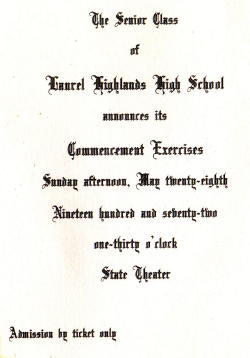 The Senior Class
of
Laurel Highlands High School
announces its
Commencement Exercises
Sunday afternoon, May twenty-eighth
Nineteen hundred and seventy-two
one-thirty o'clock
State Theater
Admission by ticket only